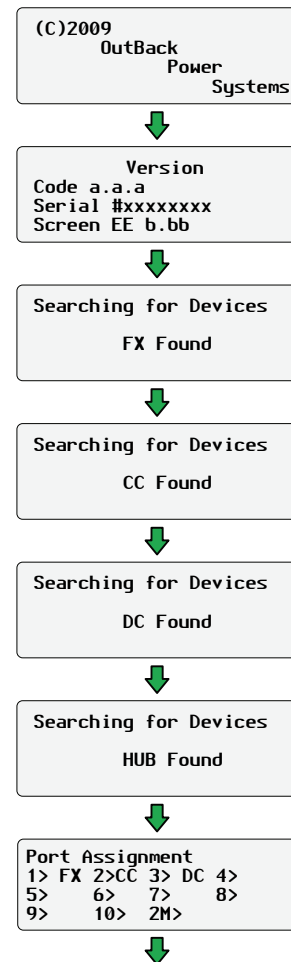 (C)2009
OutBack
Power
Systems
Version
Code a.a.a
Serial #xxxxxxxx
Screen EE b.bb
Searching for Devices
FX Found
Searching for Devices
CC Found
Searching for Devices
DC Found
Searching for Devices
HUB Found
Port Assignment
1> FX 2>CC 3> DC 4>
5> 6> 7> 8>
9> 10> 2M>